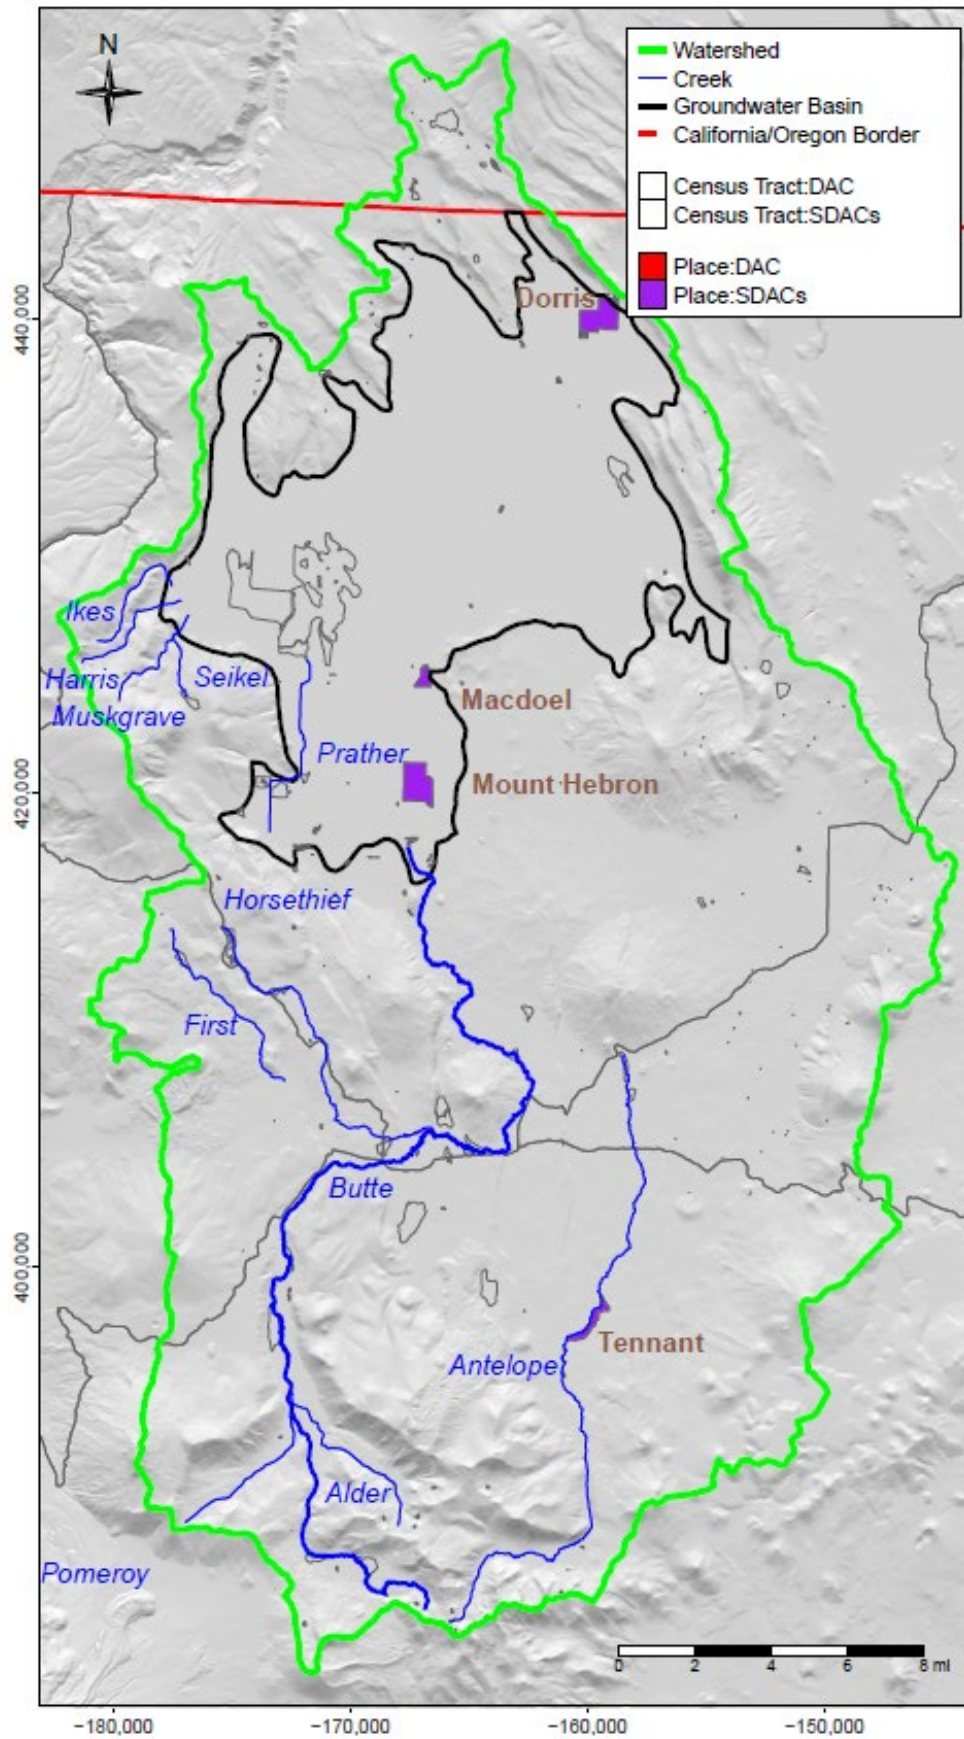 N
Watershed
Creek
Groundwater Basin
California/Oregon Border
Census Tract:DAC
Census Tract:SDACs
Place:DAC
Place:SDACs
Dorris
440,000
Ikes
Harris
Seikel
Muskgrave
Macdoel
Prather
Mount Hebron
420,000
Horsethief
First
Butte
400,000
Tennant
Antelope
Alder
Pomeroy
0 2 4 6 8 mi
−180,000 −170,000 −160,000 −150,000